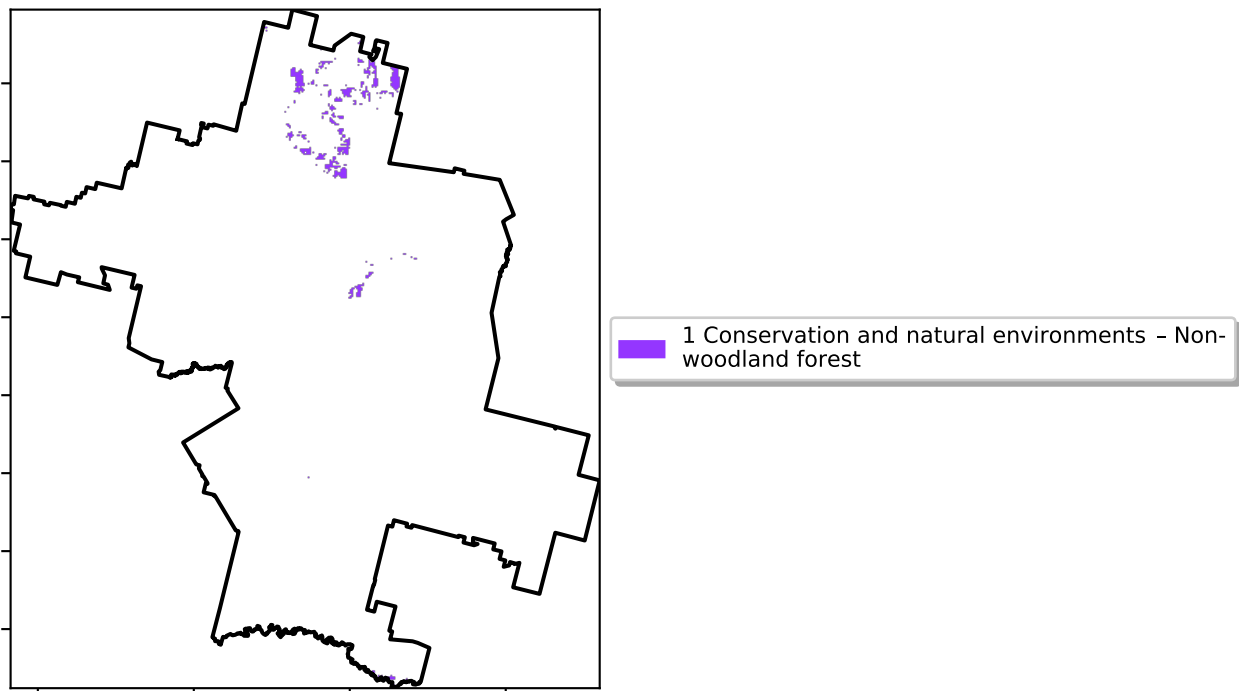 1 Conservation and natural environments – Non-
woodland forest